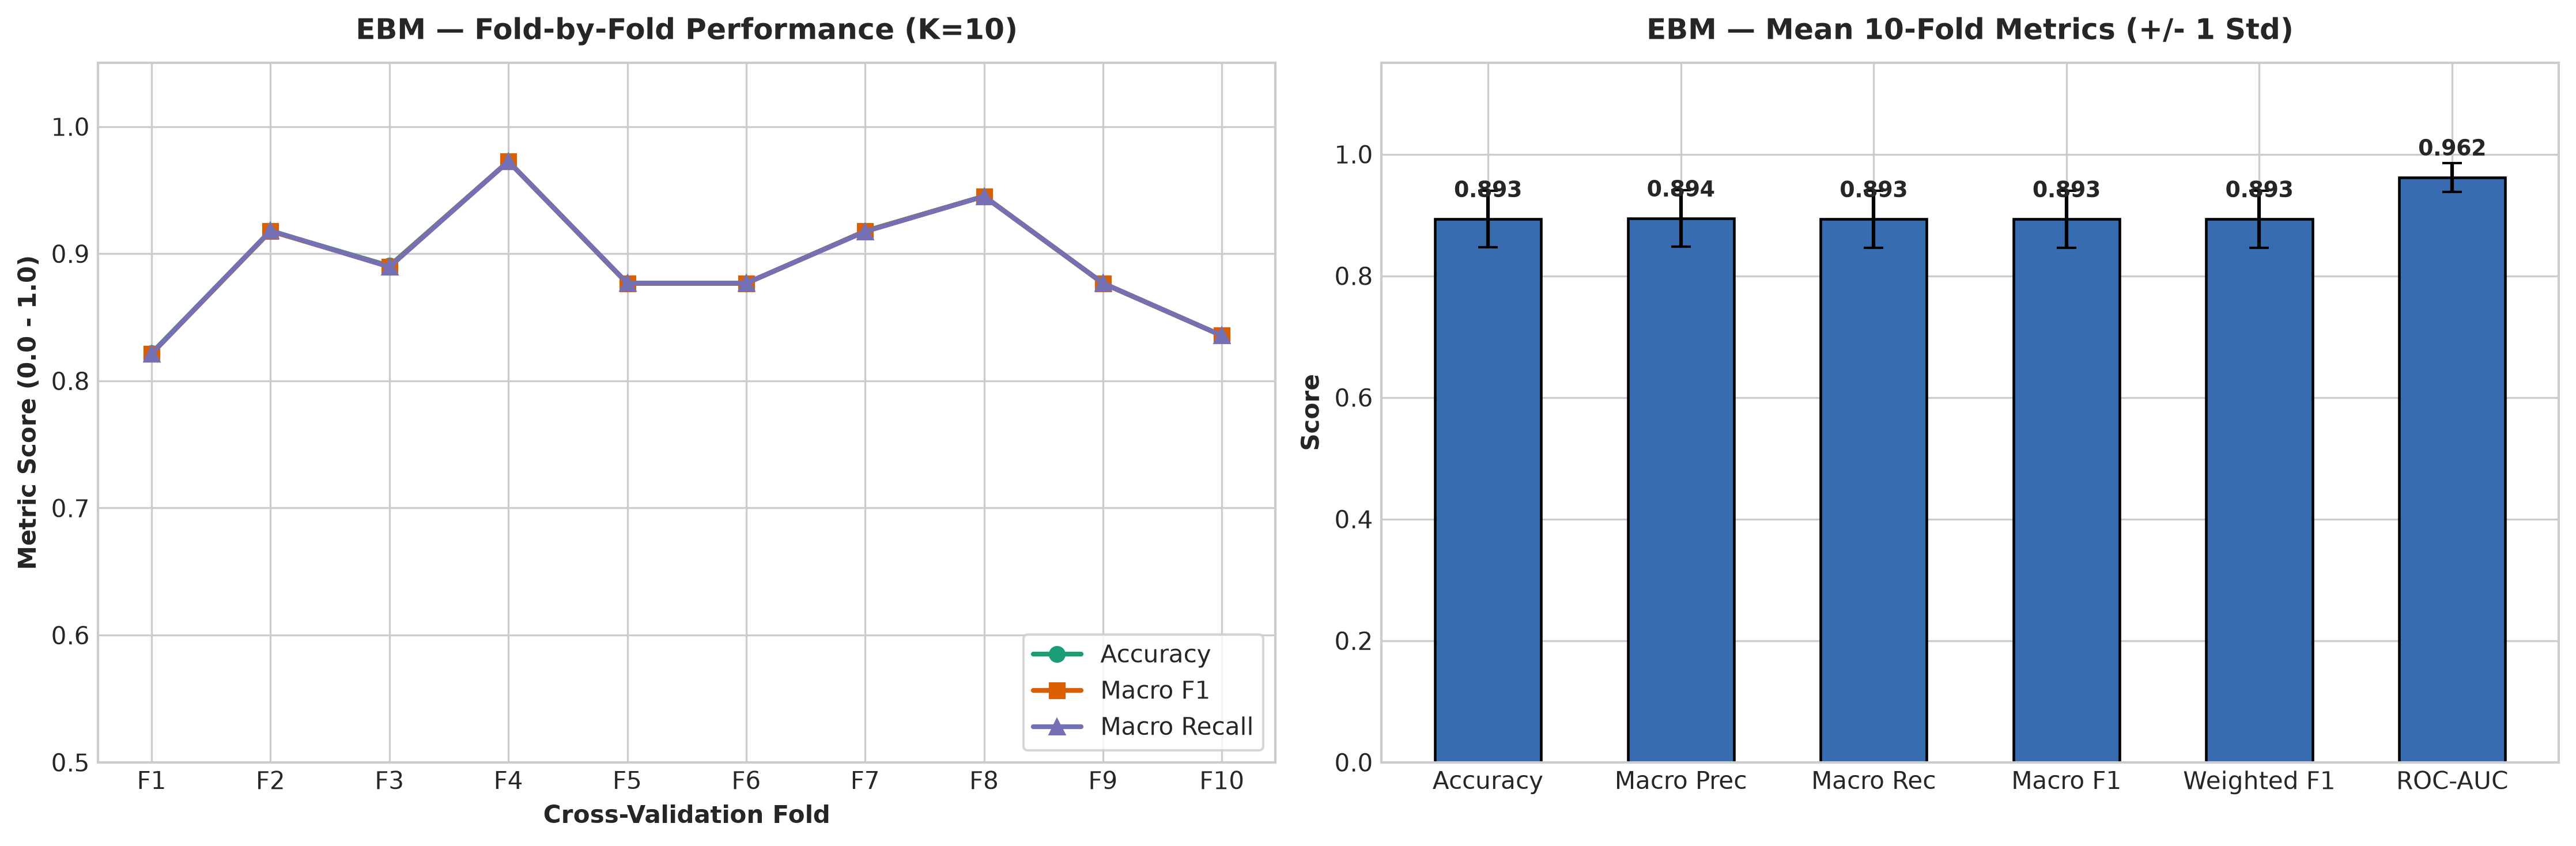 EBM — Fold-by-Fold Performance (K=10)
Metric Score (0.0 - 1.0)
1.0
0.9
0.8
0.7
0.6
0.5
F1 F2 F3 F4 F5 F6 F7 F8 F9 F10
Cross-Validation Fold
Accuracy
Macro F1
Macro Recall
EBM — Mean 10-Fold Metrics (+/- 1 Std)
Score
1.0
0.8
0.6
0.4
0.2
0.0
0.893 0.894 0.893 0.893 0.893 0.962
Accuracy Macro Prec Macro Rec Macro F1 Weighted F1 ROC-AUC